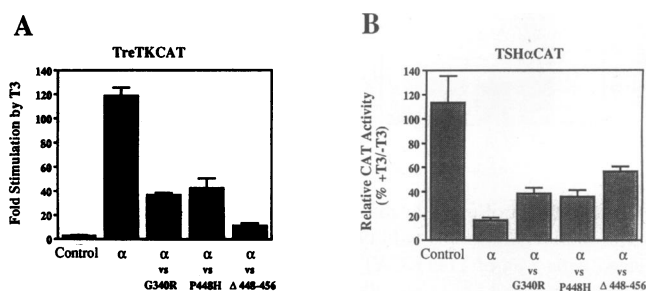 A
TreTKCAT
Fold Stimulation by T3
140
120
100
80
60
40
20
0
Control
α
α
vs
G340R
α
vs
P448H
α
vs
Δ 448-456
B
TSHαCAT
Relative CAT Activity
(% +T3/-T3)
140
120
100
80
60
40
20
0
Control
α
α
vs
G340R
α
vs
P448H
α
vs
Δ 448-456